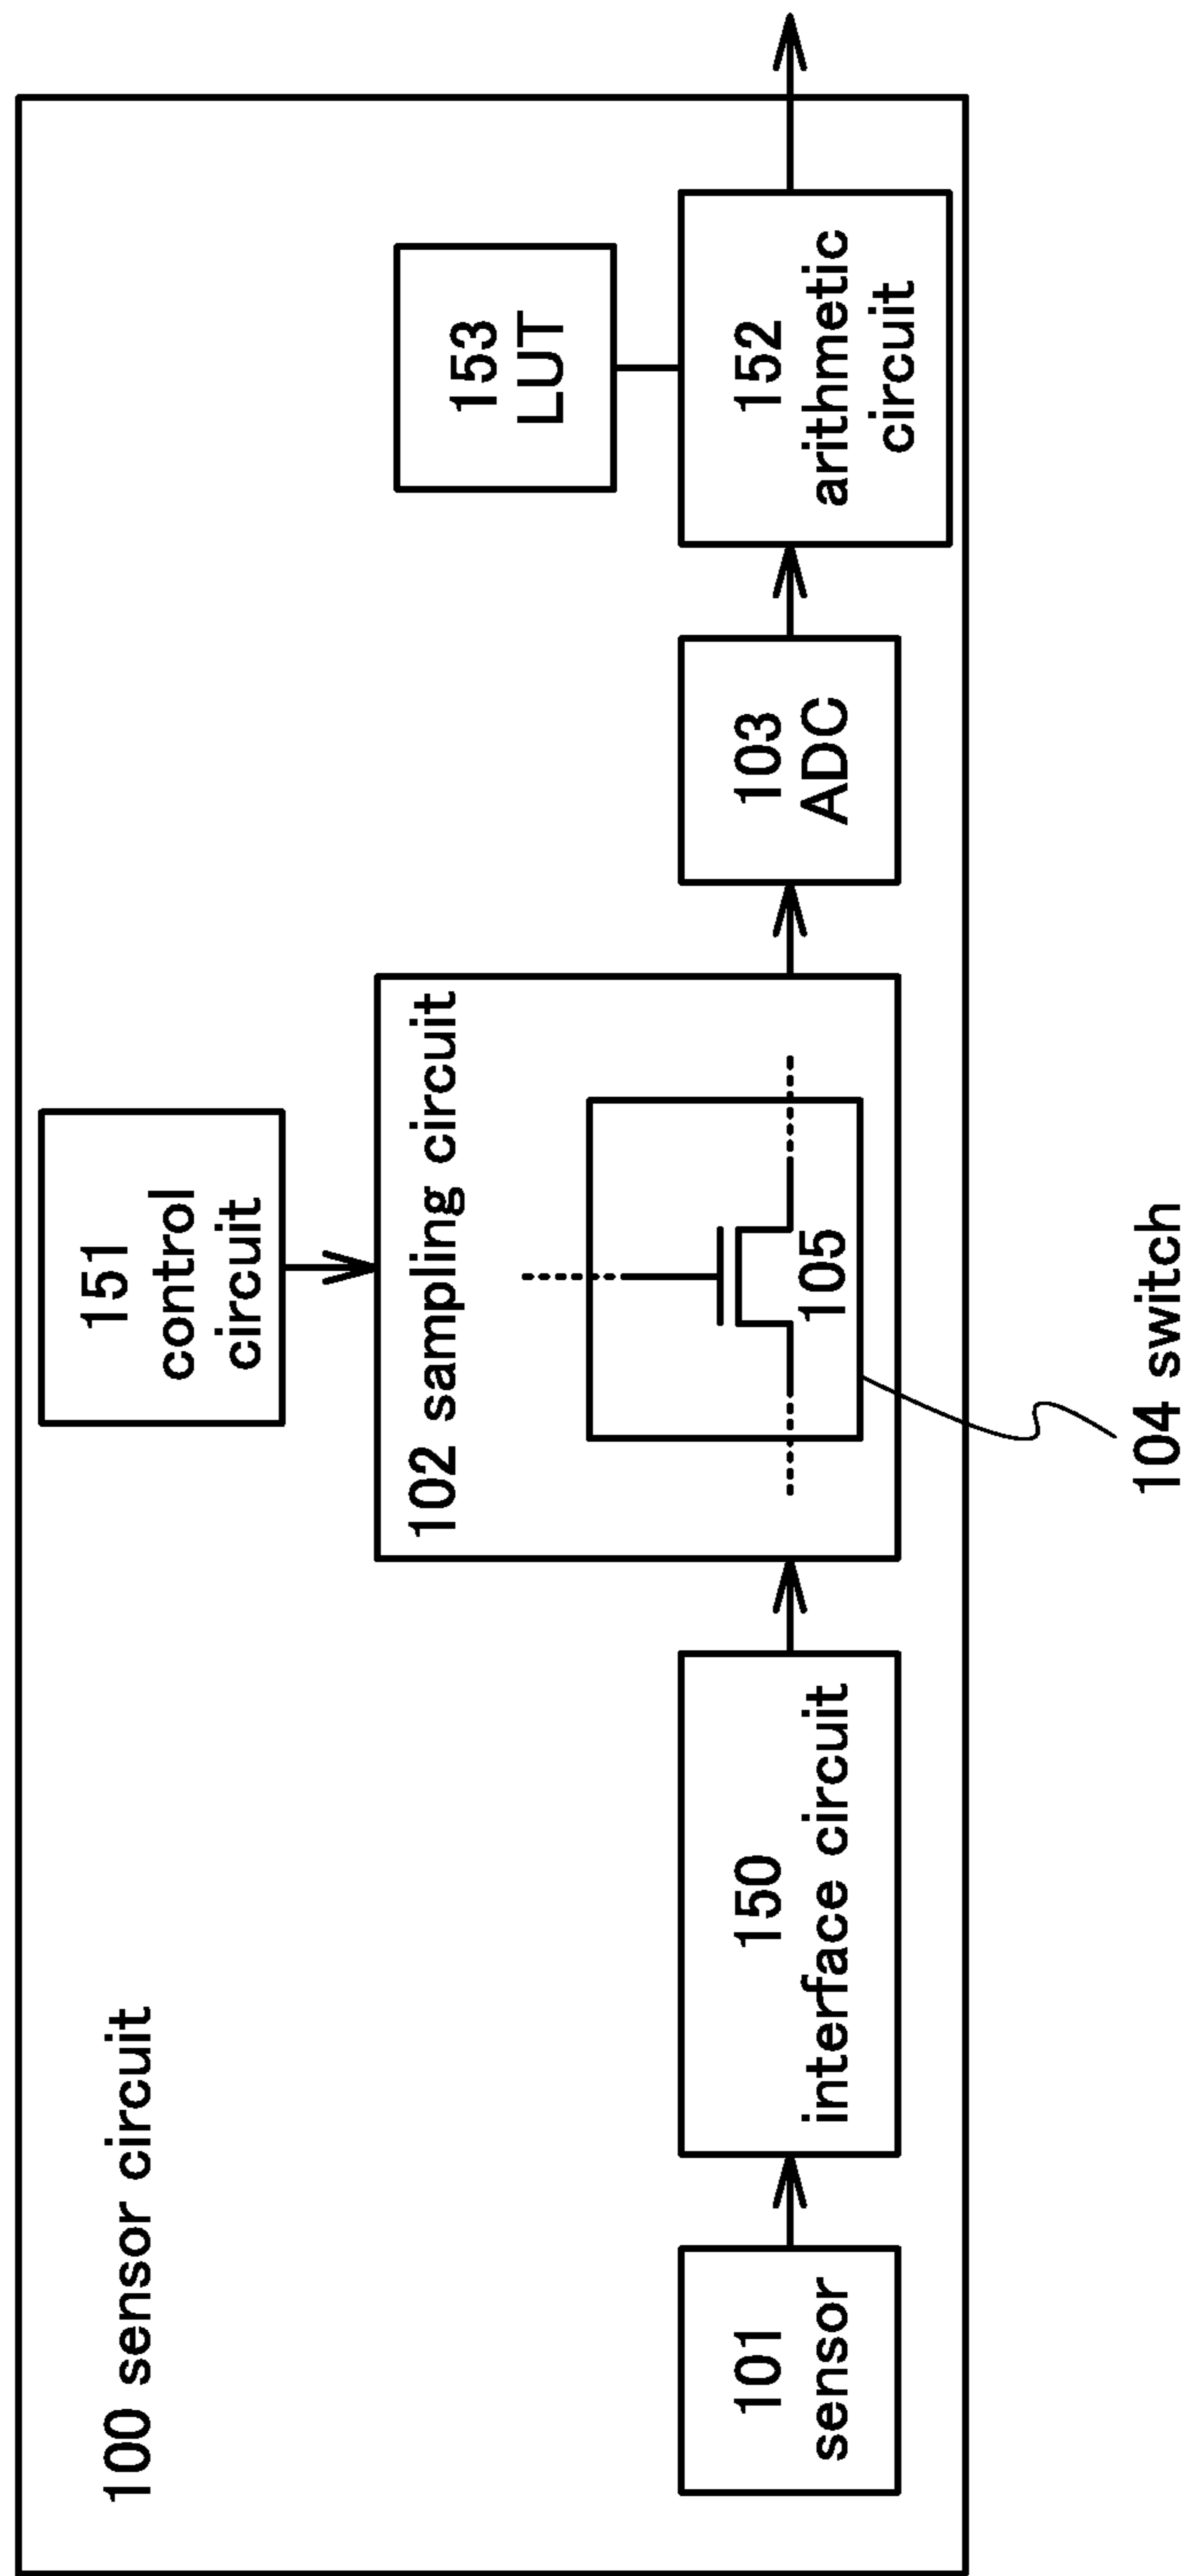 100 sensor circuit
151
control
circuit
153
LUT
102 sampling circuit
105
101
sensor
150
interface circuit
103
ADC
152
arithmetic
circuit
104 switch